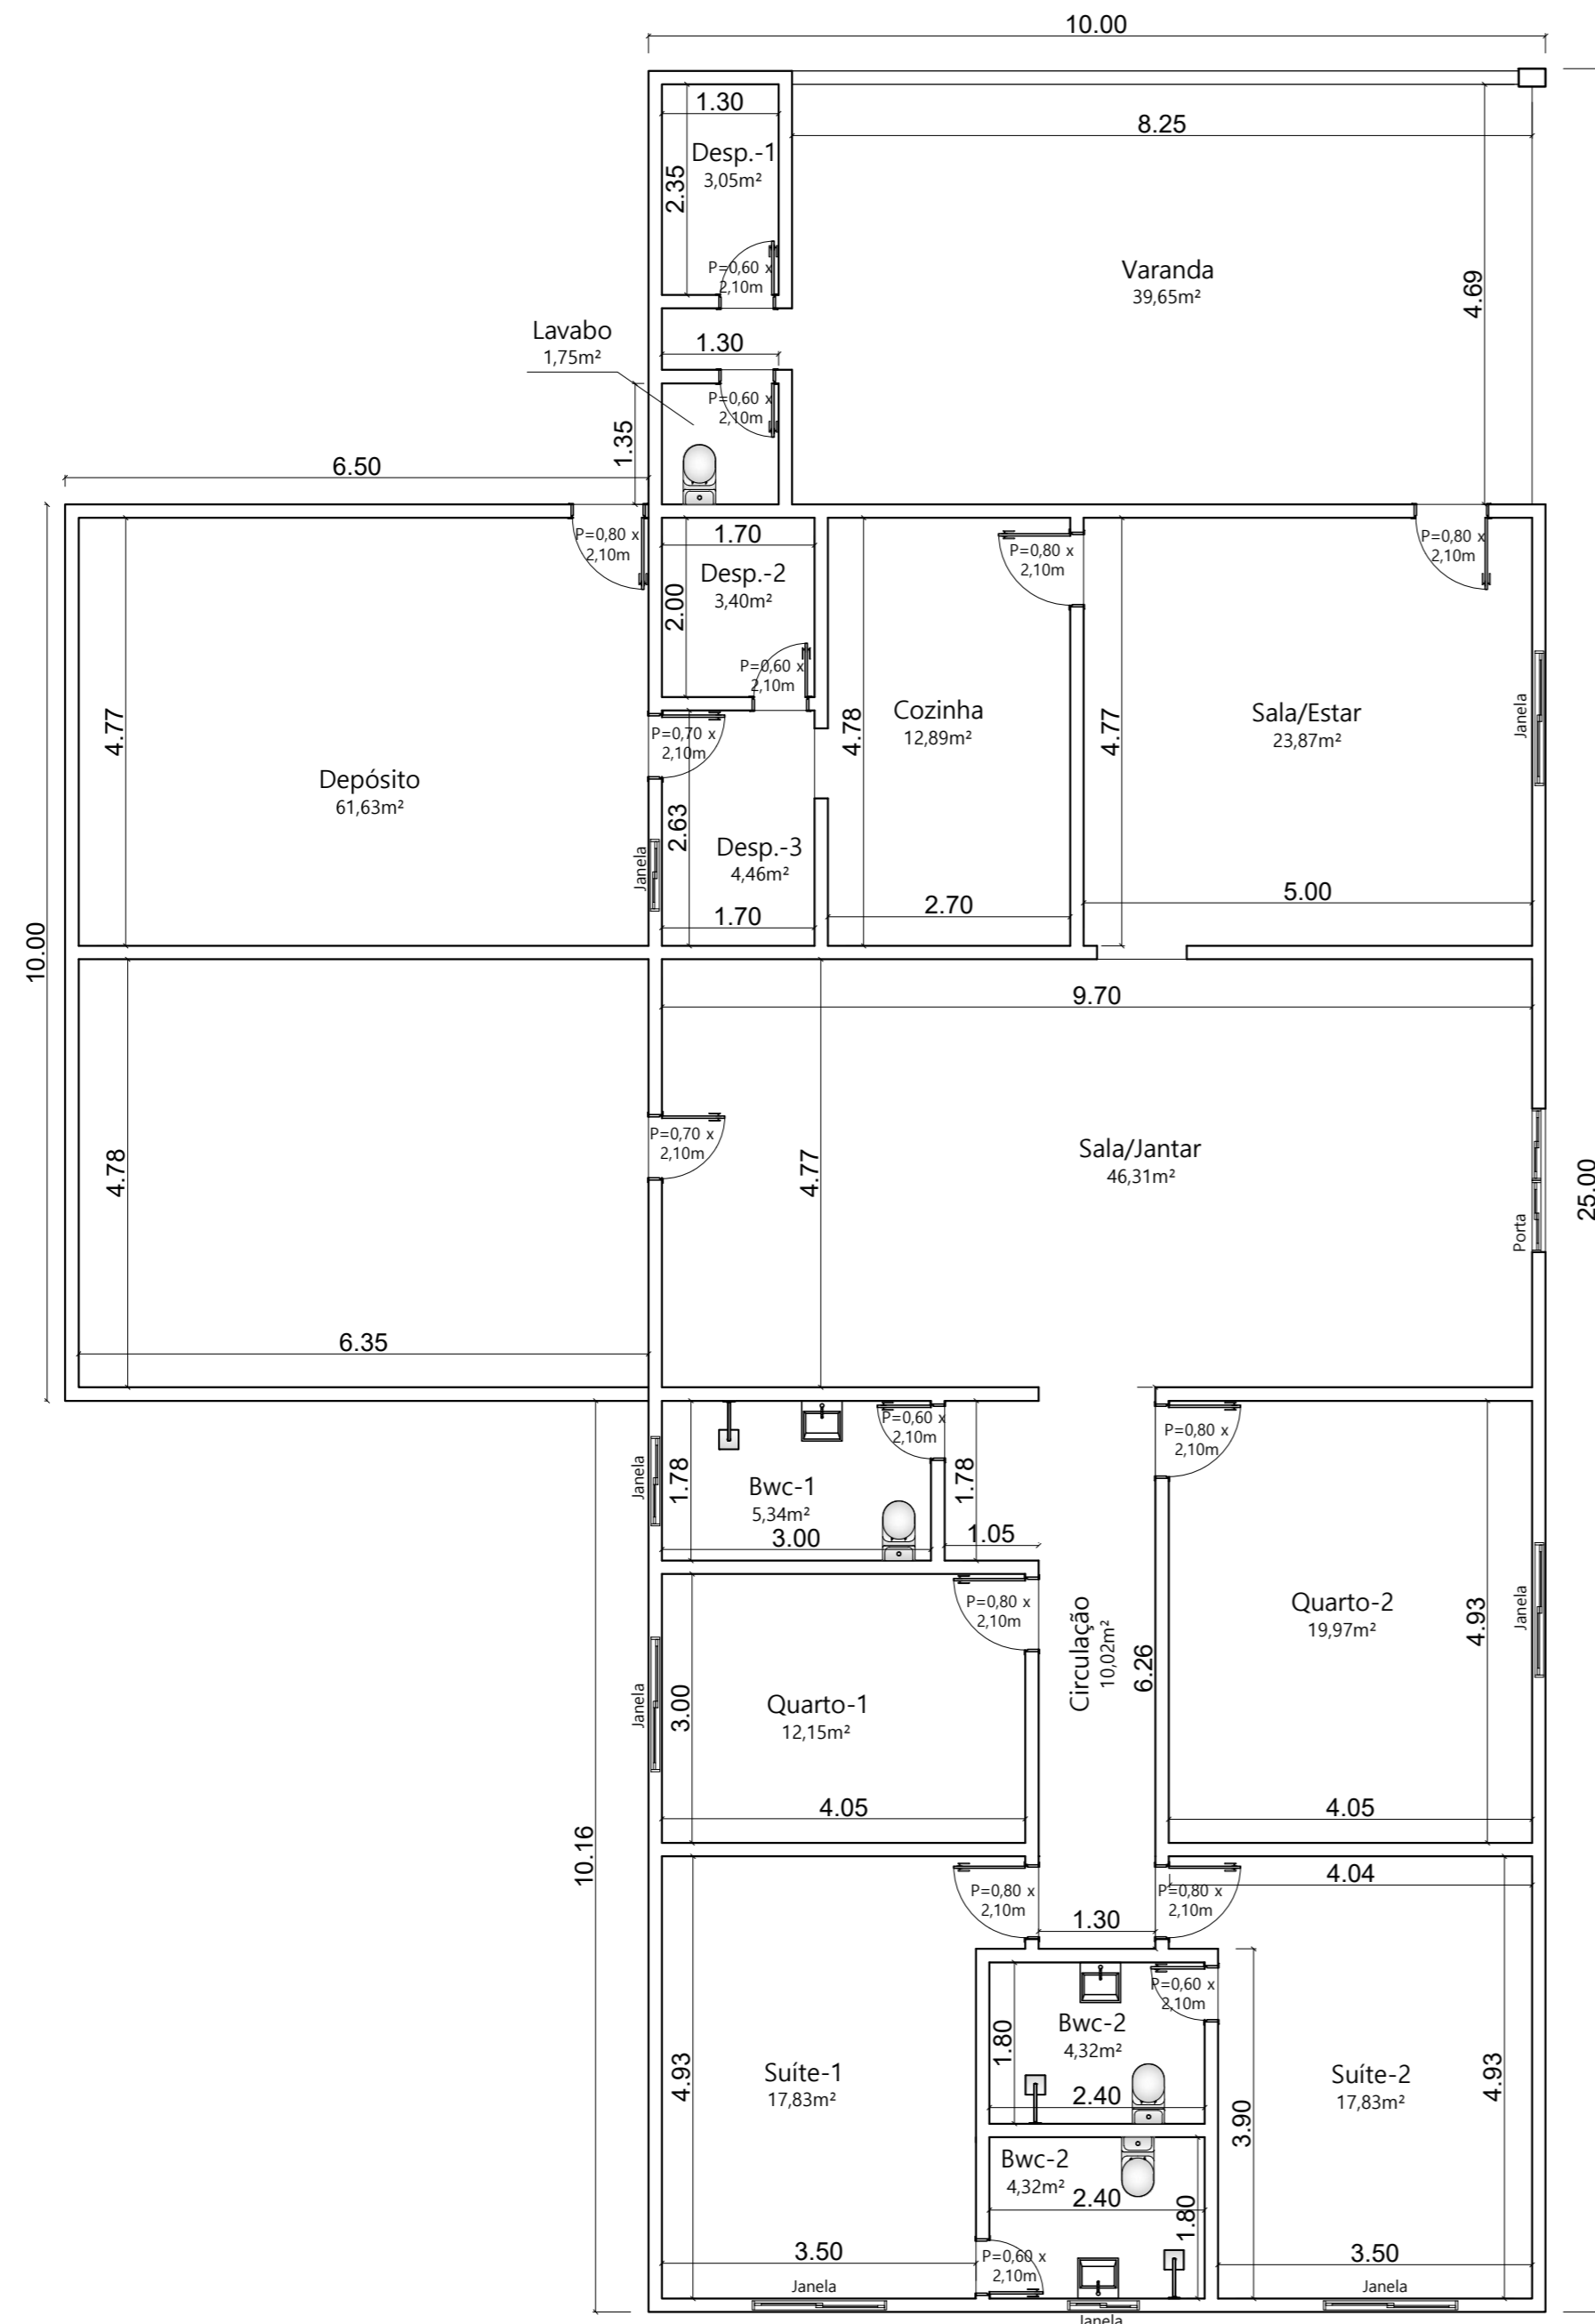 10.00
1.30
8.25
Desp.-1
3,05m²
2.35
P=0,60 x
2,10m
Varanda
39,65m²
4.69
Lavabo
1,75m²
1.30
P=0,60 x
2,10m
1.35
6.50
P=0,80 x
2,10m
1.70
Desp.-2
3,40m²
2.00
P=0,60 x
2,10m
P=0,80 x
2,10m
P=0,80 x
2,10m
4.77
Depósito
61,63m²
P=0,70 x
2,10m
2.63
Janela
Desp.-3
4,46m²
1.70
Cozinha
12,89m²
4.78
2.70
4.77
Sala/Estar
23,87m²
Janela
5.00
10.00
9.70
4.78
6.35
P=0,70 x
2,10m
4.77
Sala/Jantar
46,31m²
Porta
25.00
P=0,60 x
2,10m
Janela
1.78
Bwc-1
5,34m²
3.00
1.78
1.05
P=0,80 x
2,10m
P=0,80 x
2,10m
Janela
3.00
Quarto-1
12,15m²
4.05
Circulação
10,02m²
6.26
Quarto-2
19,97m²
4.93
Janela
4.05
10.16
P=0,80 x
2,10m
1.30
P=0,80 x
2,10m
4.04
P=0,60 x
2,10m
Bwc-2
4,32m²
1.80
2.40
Suíte-1
17,83m²
4.93
Suíte-2
17,83m²
4.93
3.90
Bwc-2
4,32m²
2.40
1.80
P=0,60 x
2,10m
3.50
3.50
Janela
Janela
Janela